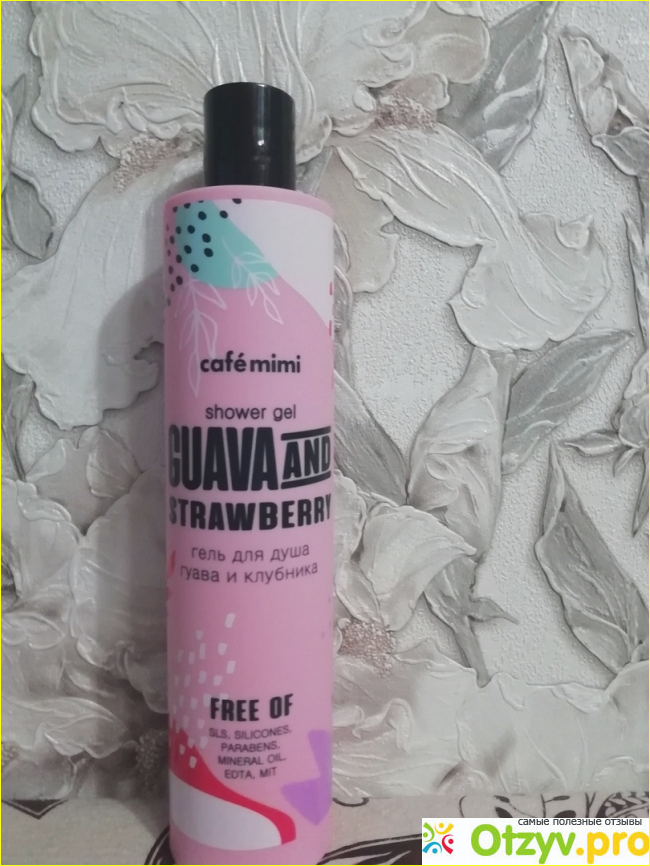 café mimi
shower gel
GUAVA AND
STRAWBERRY
гель для душа
гуава и клубника
FREE OF
SLS, SILICONES,
PARABENS,
MINERAL OIL,
EDTA, MIT
самые полезные отзывы
Otzyv.pro